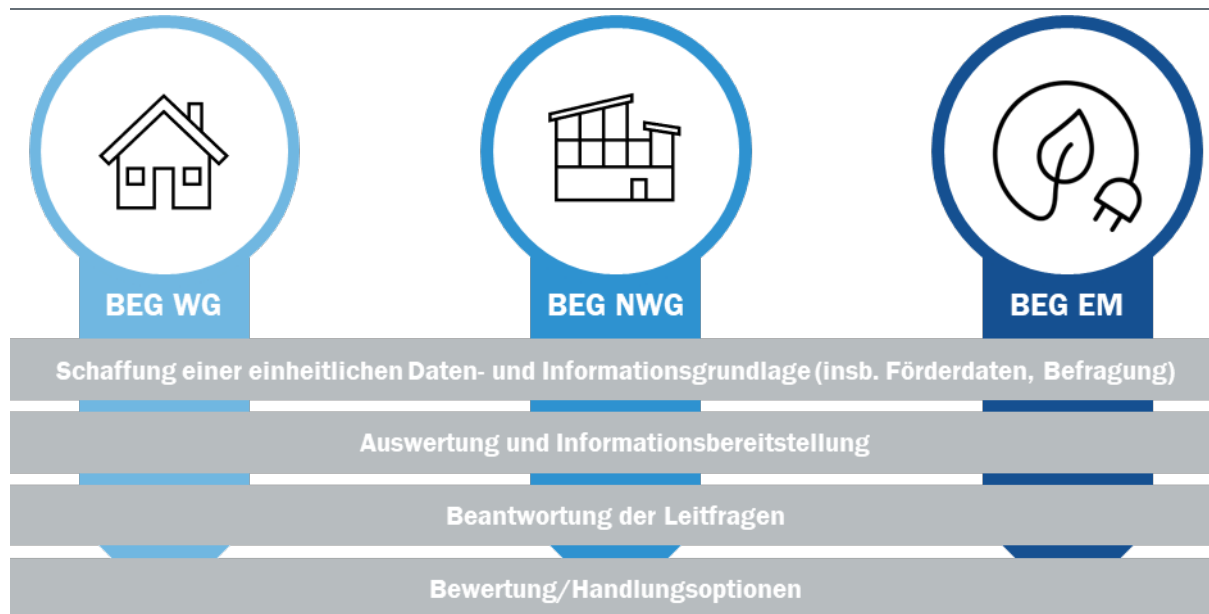 BEG WG
BEG NWG
BEG EM
Schaffung einer einheitlichen Daten- und Informationsgrundlage (insb. Förderdaten, Befragung)
Auswertung und Informationsbereitstellung
Beantwortung der Leitfragen
Bewertung/Handlungsoptionen